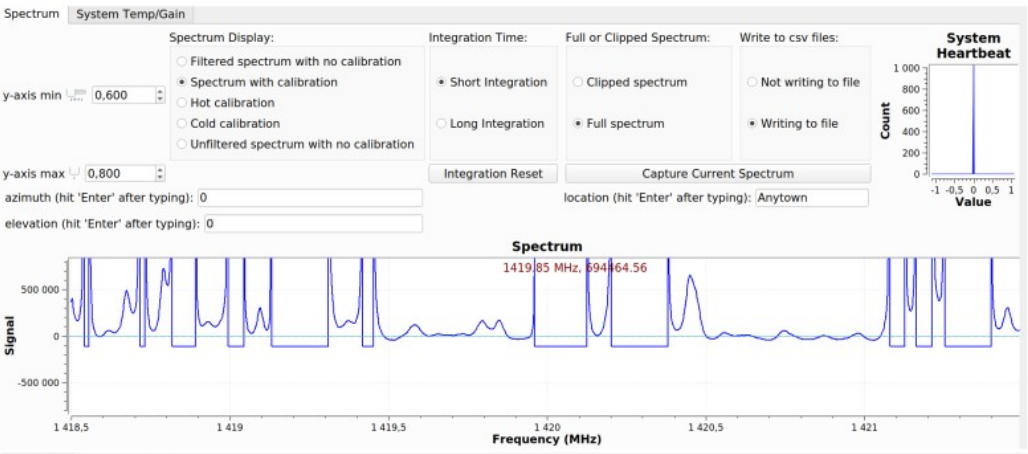 Spectrum System Temp/Gain
Spectrum Display: Integration Time: Full or Clipped Spectrum: Write to csv files: System Heartbeat
Filtered spectrum with no calibration
y-axis min 0,600 Spectrum with calibration Short Integration Clipped spectrum Not writing to file
Hot calibration
Cold calibration Long Integration Full spectrum Writing to file
Unfiltered spectrum with no calibration
1 000
800
600
400
200
0
Count
-1 -0,5 0 0,5 1
Value
y-axis max 0,800 Integration Reset Capture Current Spectrum
azimuth (hit 'Enter' after typing): 0 location (hit 'Enter' after typing): Anytown
elevation (hit 'Enter' after typing): 0
Spectrum
1419.85 MHz, 694464.56
500 000
0
-500 000
Signal
1 418,5 1 419 1 419,5 1 420 1 420,5 1 421
Frequency (MHz)